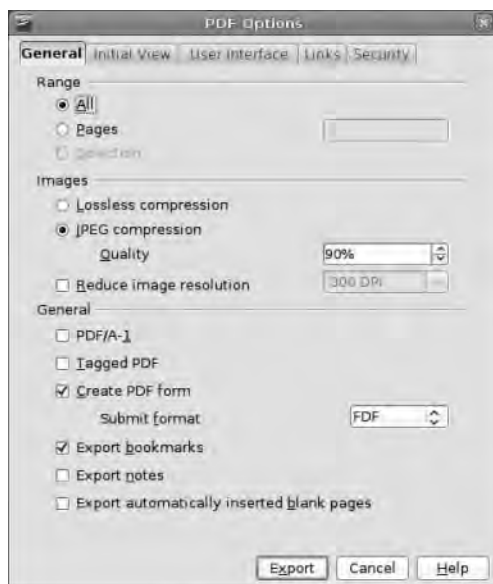 PDF Options
General Initial View User Interface Links Security
Range
All
Pages
Selection
Images
Lossless compression
JPEG compression
Quality 90%
Reduce image resolution 300 DPI
General
PDF/A-1
Tagged PDF
Create PDF form
Submit format FDF
Export bookmarks
Export notes
Export automatically inserted blank pages
Export Cancel Help